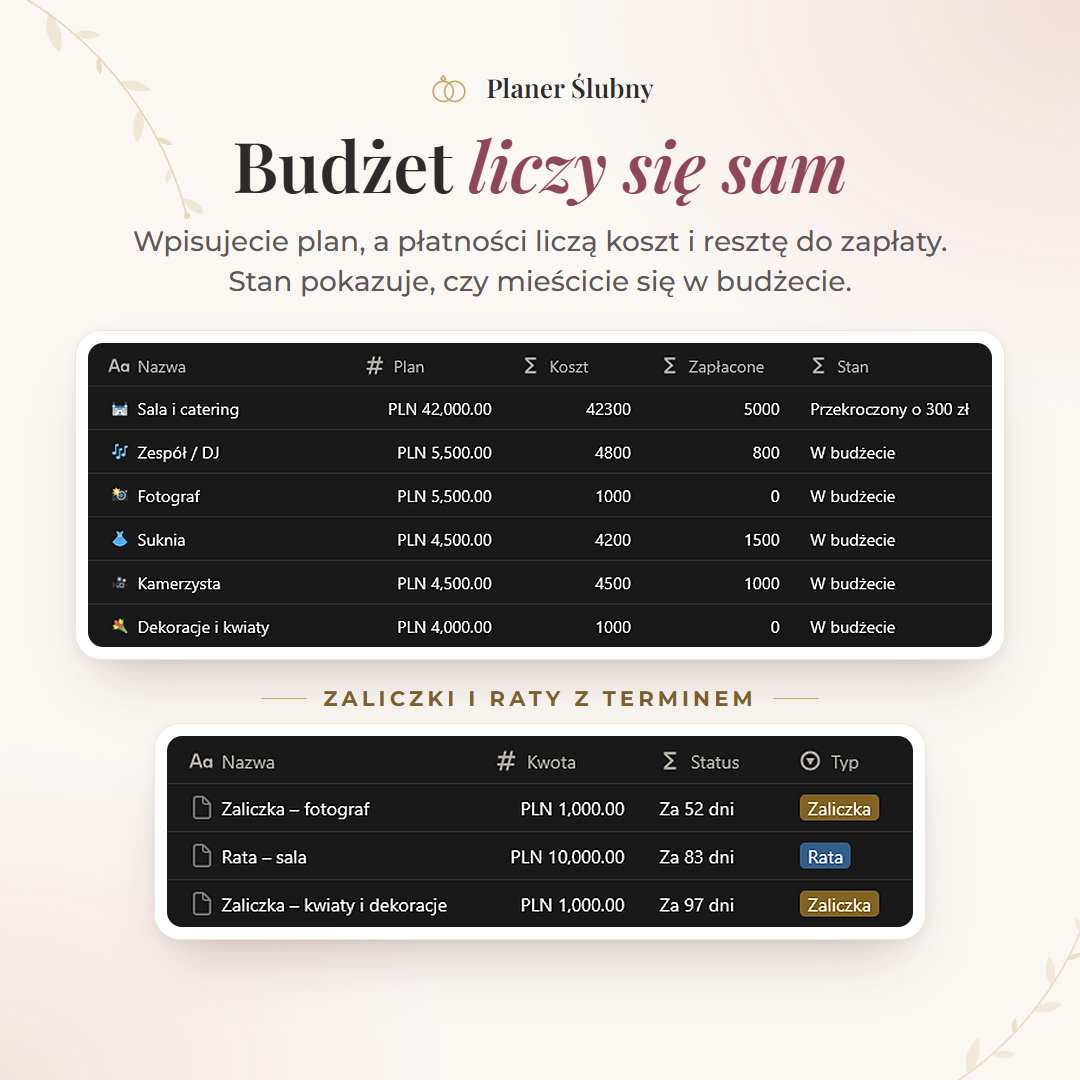 Planer Ślubny
Budżet liczy się sam
Wpisujecie plan, a płatności liczą koszt i resztę do zapłaty.
Stan pokazuje, czy mieścicie się w budżecie.
Aa Nazwa # Plan Σ Koszt Σ Zapłacone Σ Stan
Sala i catering PLN 42,000.00 42300 5000 Przekroczony o 300 zł
Zespół / DJ PLN 5,500.00 4800 800 W budżecie
Fotograf PLN 5,500.00 1000 0 W budżecie
Suknia PLN 4,500.00 4200 1500 W budżecie
Kamerzysta PLN 4,500.00 4500 1000 W budżecie
Dekoracje i kwiaty PLN 4,000.00 1000 0 W budżecie
ZALICZKI I RATY Z TERMINEM
Aa Nazwa # Kwota Σ Status Typ
Zaliczka – fotograf PLN 1,000.00 Za 52 dni Zaliczka
Rata – sala PLN 10,000.00 Za 83 dni Rata
Zaliczka – kwiaty i dekoracje PLN 1,000.00 Za 97 dni Zaliczka